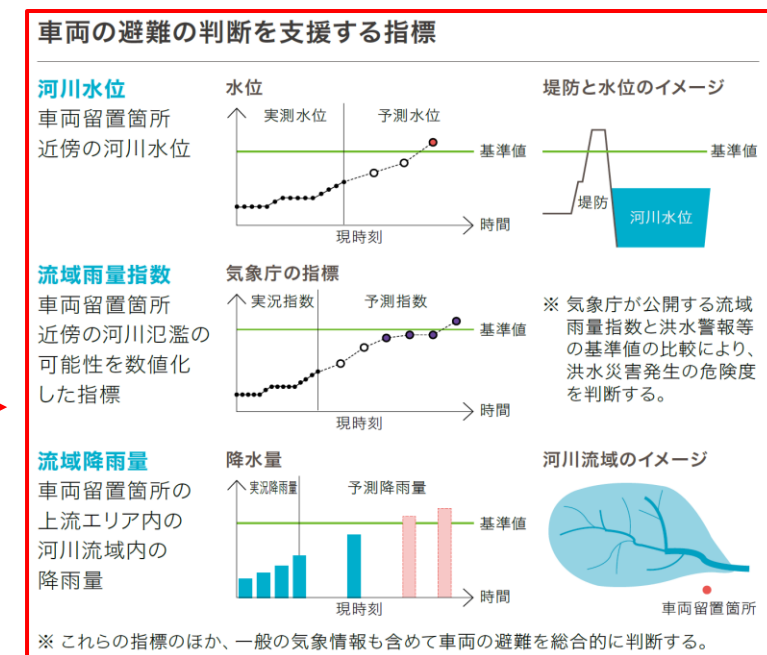 車両の避難の判断を支援する指標
河川水位
車両留置箇所
近傍の河川水位
水位
実測水位
予測水位
基準値
時間
現時刻
堤防と水位のイメージ
基準値
堤防
河川水位
流域雨量指数
車両留置箇所
近傍の河川氾濫の
可能性を数値化
した指標
気象庁の指標
実況指数
予測指数
基準値
時間
現時刻
※ 気象庁が公開する流域
雨量指数と洪水警報等
の基準値の比較により、
洪水災害発生の危険度
を判断する。
流域降雨量
車両留置箇所の
上流エリア内の
河川流域内の
降雨量
降水量
実況降雨量
予測降雨量
基準値
時間
現時刻
河川流域のイメージ
車両留置箇所
※ これらの指標のほか、一般の気象情報も含めて車両の避難を総合的に判断する。